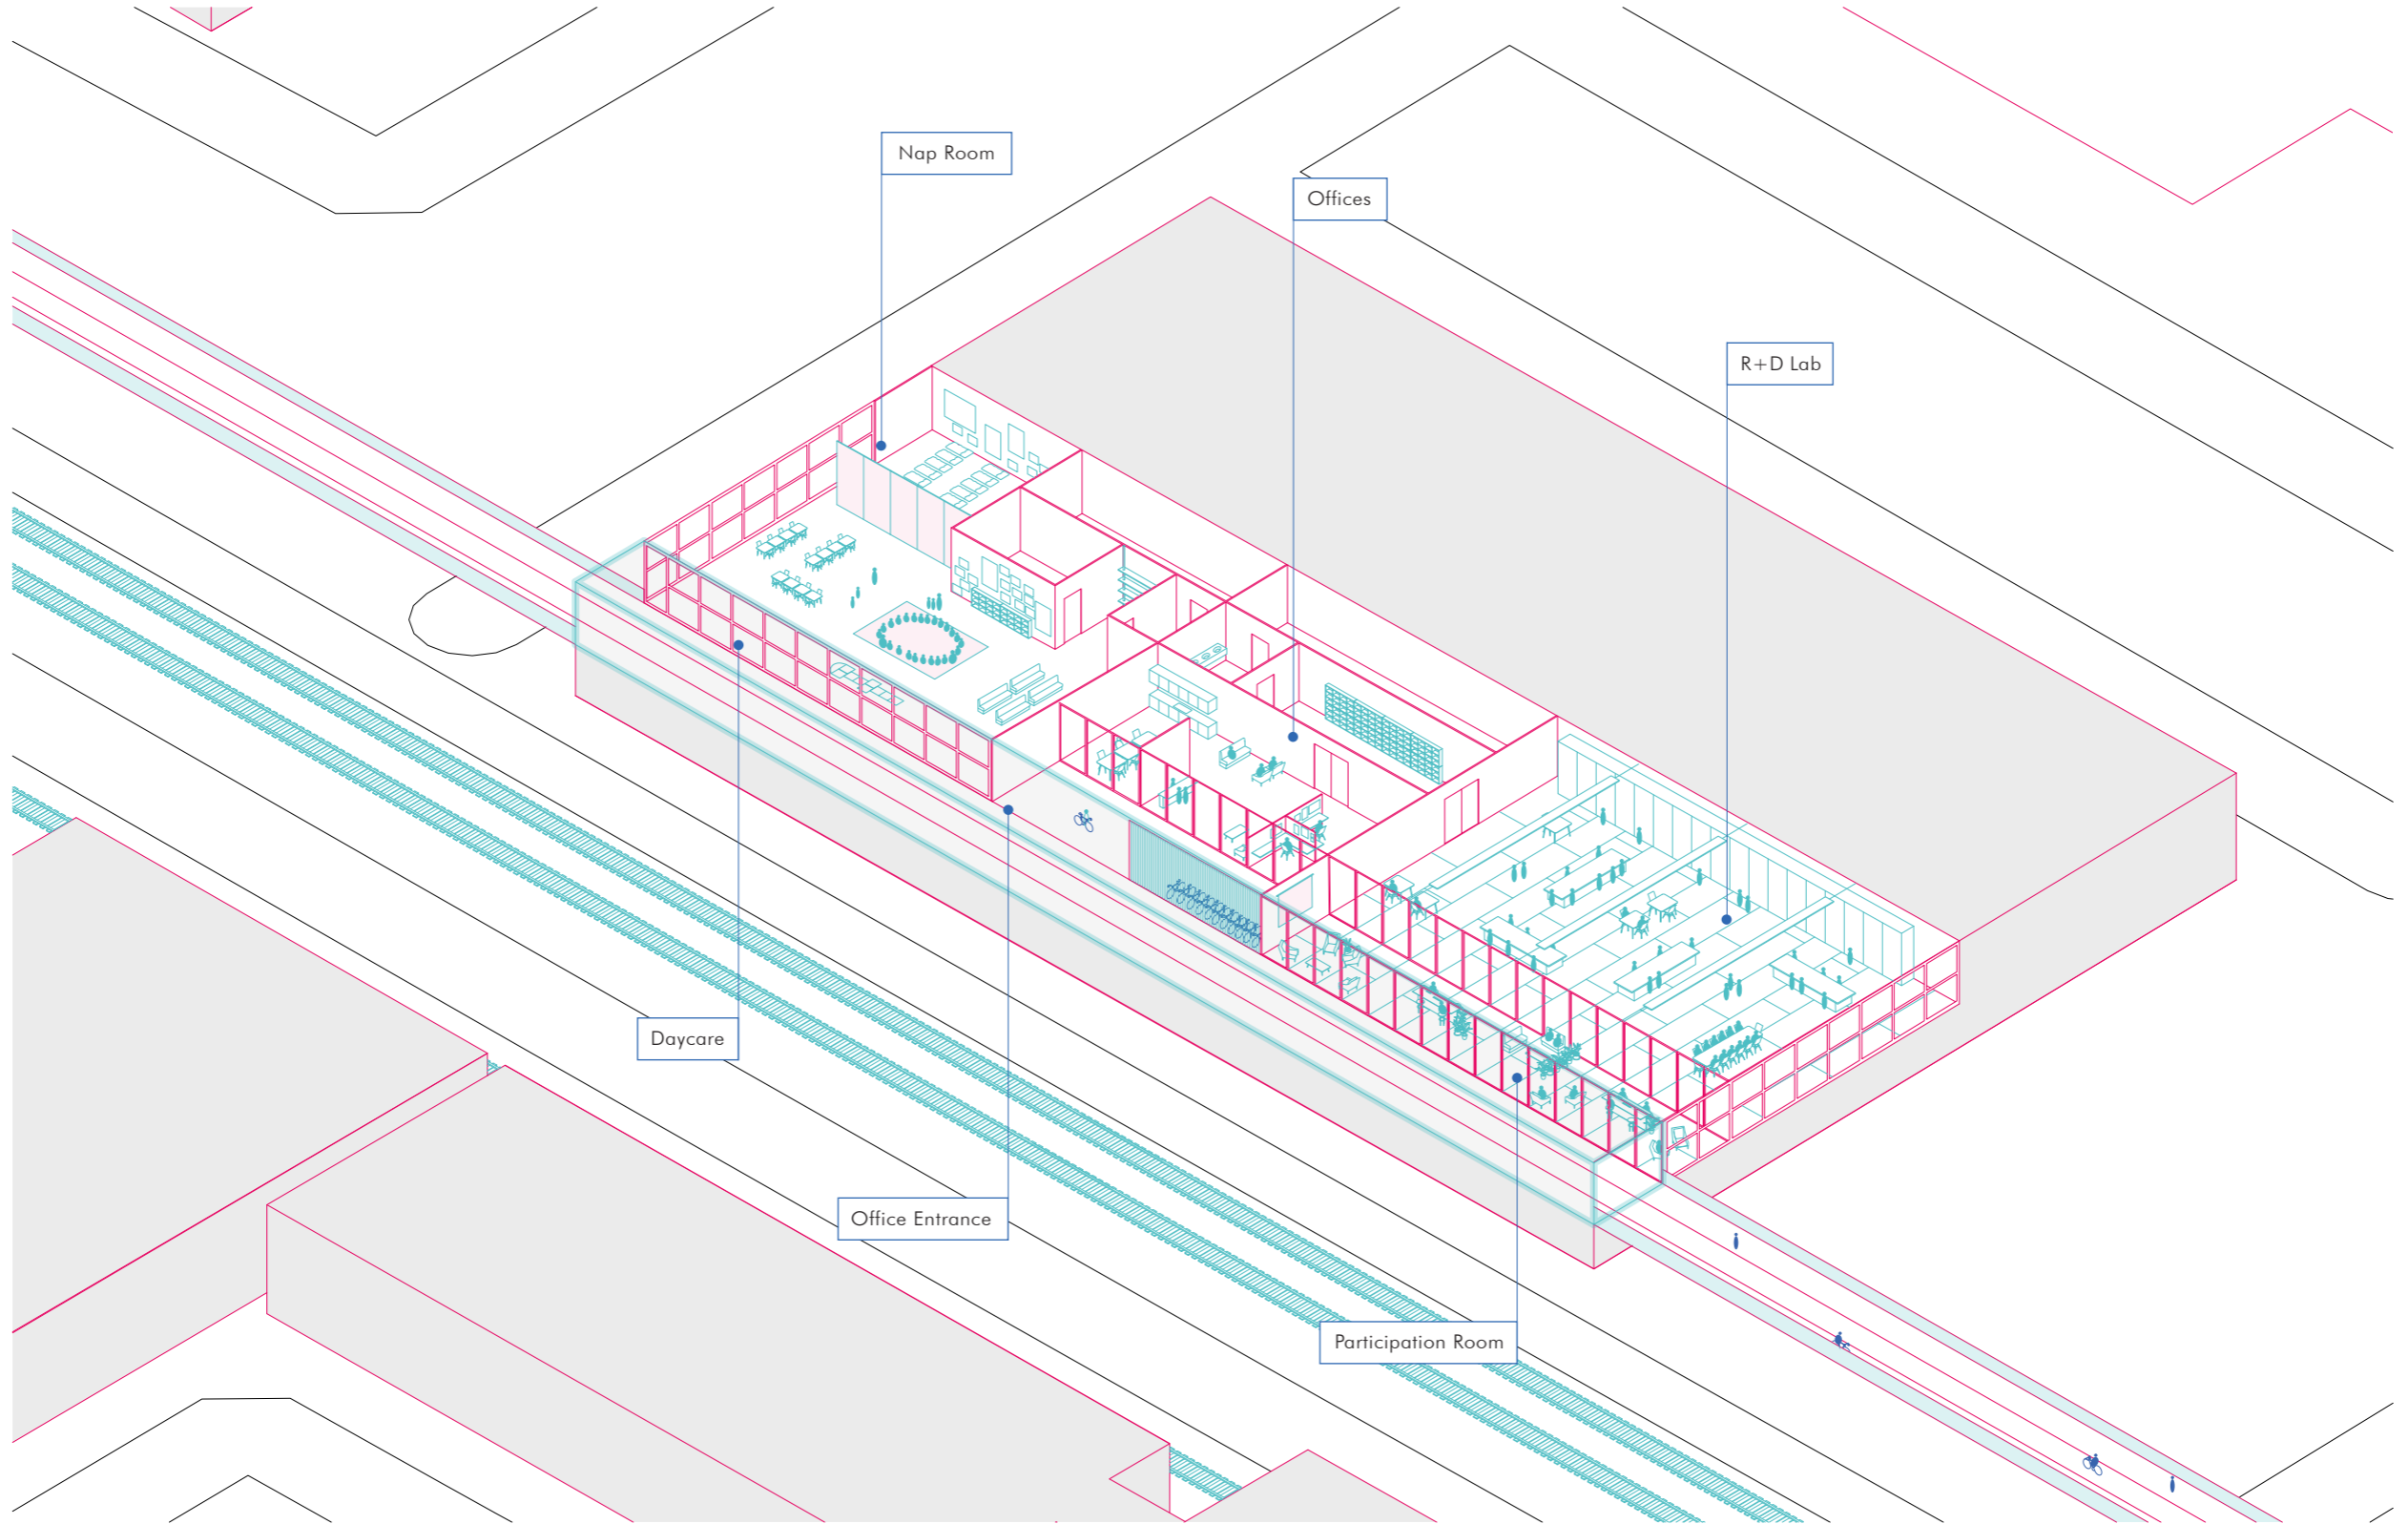 Nap Room
Offices
R+D Lab
Daycare
Office Entrance
Participation Room